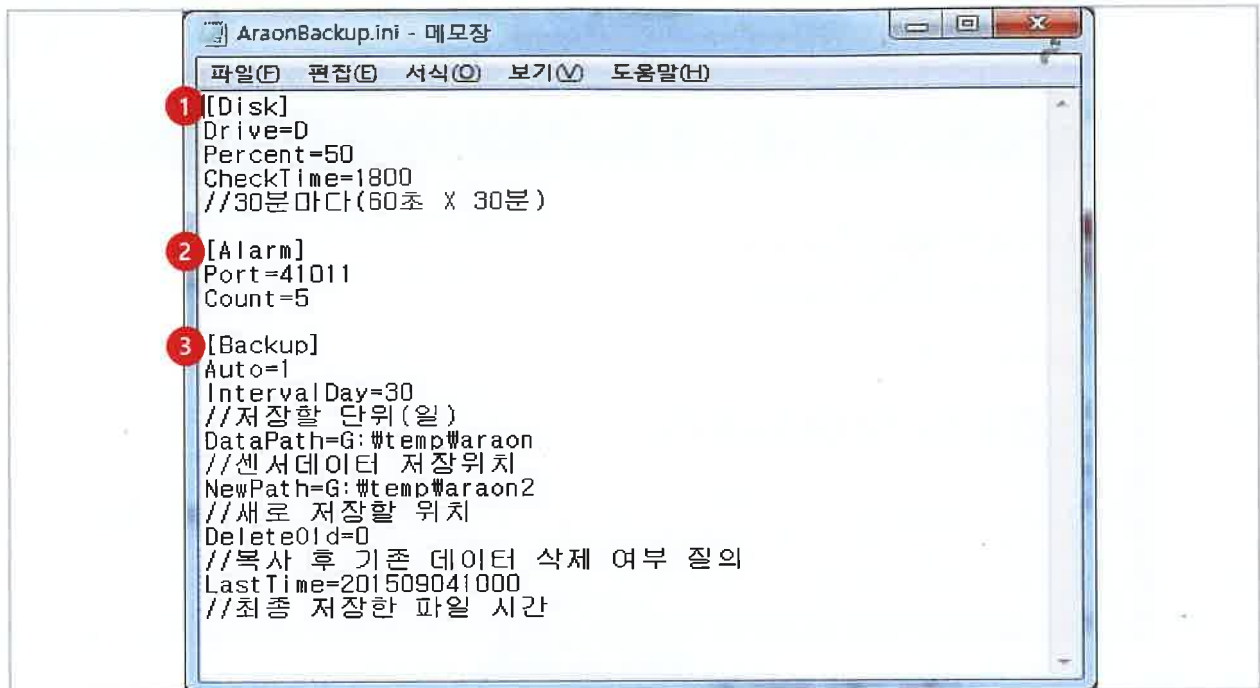 AraonBackup.ini - 메모장
파일(F) 편집(E) 서식(O) 보기(V) 도움말(H)
1 [Disk]
Drive=D
Percent=50
CheckTime=1800
//30분마다(60초 X 30분)
2 [Alarm]
Port=41011
Count=5
3 [Backup]
Auto=1
IntervalDay=30
//저장할 단위(일)
DataPath=G:₩temp₩araon
//센서데이터 저장위치
NewPath=G:₩temp₩araon2
//새로 저장할 위치
DeleteOld=0
//복사 후 기존 데이터 삭제 여부 질의
LastTime=201509041000
//최종 저장한 파일 시간